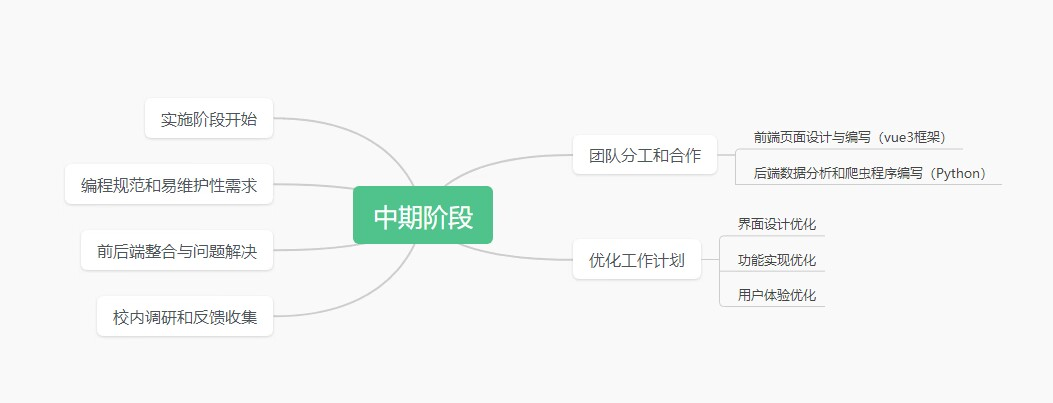 中期阶段
实施阶段开始
编程规范和易维护性需求
前后端整合与问题解决
校内调研和反馈收集
团队分工和合作
前端页面设计与编写（vue3框架）
后端数据分析和爬虫程序编写（Python）
优化工作计划
界面设计优化
功能实现优化
用户体验优化